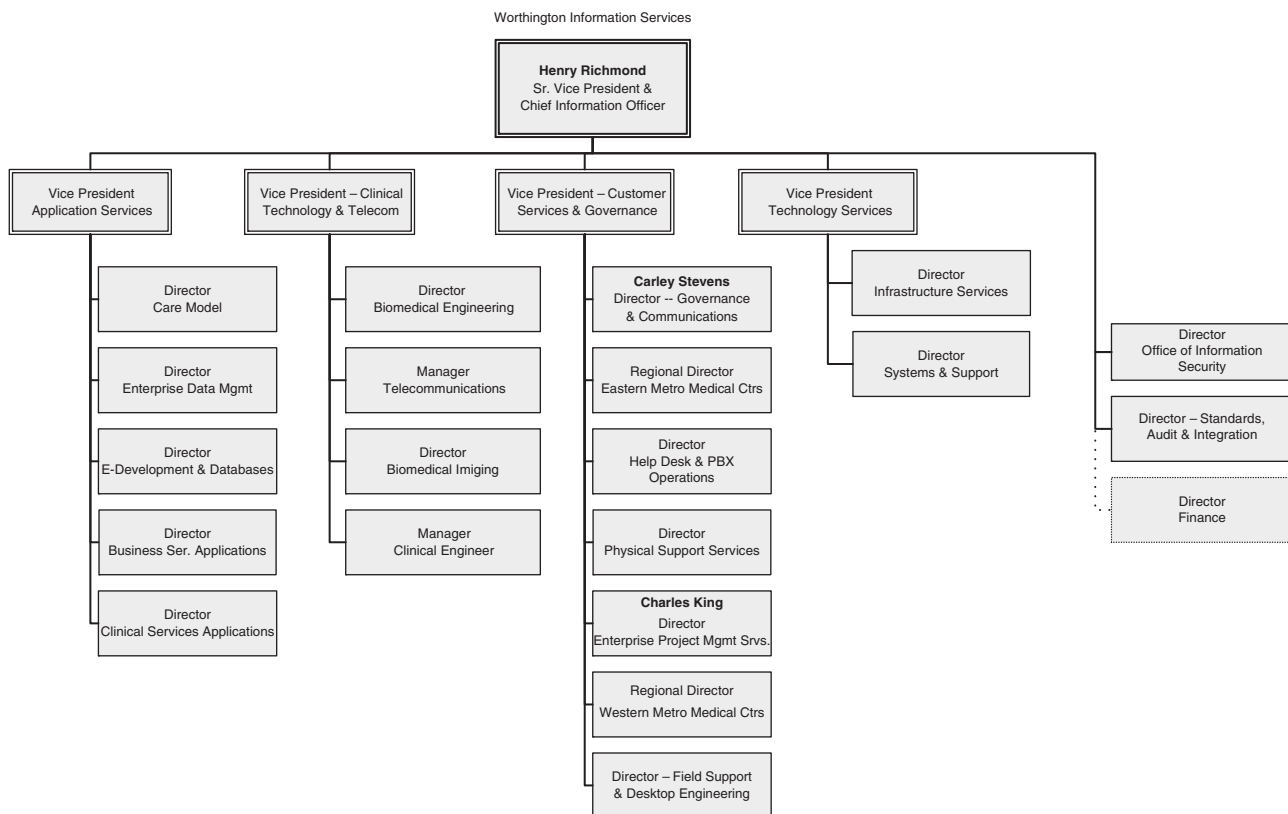 Worthington Information Services
Henry Richmond
Sr. Vice President &
Chief Information Officer
Vice President
Application Services
Director
Care Model
Director
Enterprise Data Mgmt
Director
E-Development & Databases
Director
Business Ser. Applications
Director
Clinical Services Applications
Vice President – Clinical
Technology & Telecom
Director
Biomedical Engineering
Manager
Telecommunications
Director
Biomedical Imiging
Manager
Clinical Engineer
Vice President – Customer
Services & Governance
Carley Stevens
Director -- Governance
& Communications
Regional Director
Eastern Metro Medical Ctrs
Director
Help Desk & PBX
Operations
Director
Physical Support Services
Charles King
Director
Enterprise Project Mgmt Srvs.
Regional Director
Western Metro Medical Ctrs
Director – Field Support
& Desktop Engineering
Vice President
Technology Services
Director
Infrastructure Services
Director
Systems & Support
Director
Office of Information
Security
Director – Standards,
Audit & Integration
Director
Finance